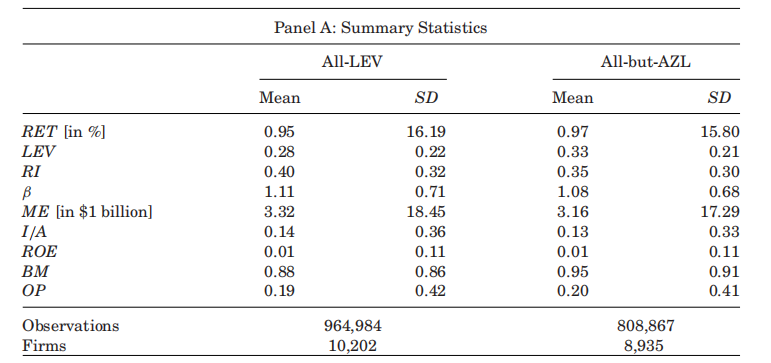 Panel A: Summary Statistics
All-LEV All-but-AZL
Mean SD Mean SD
RET [in %] 0.95 16.19 0.97 15.80
LEV 0.28 0.22 0.33 0.21
RI 0.40 0.32 0.35 0.30
β 1.11 0.71 1.08 0.68
ME [in $1 billion] 3.32 18.45 3.16 17.29
I/A 0.14 0.36 0.13 0.33
ROE 0.01 0.11 0.01 0.11
BM 0.88 0.86 0.95 0.91
OP 0.19 0.42 0.20 0.41
Observations 964,984 808,867
Firms 10,202 8,935